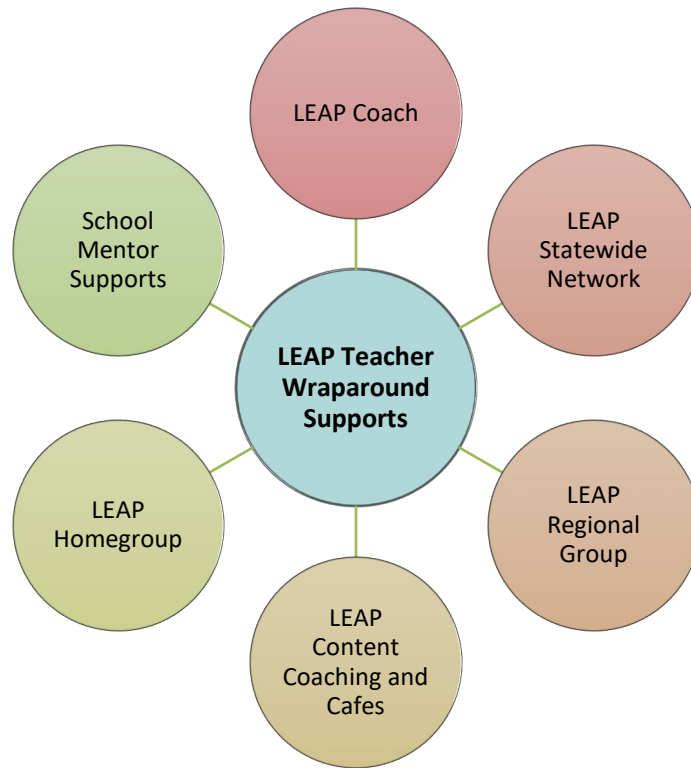 LEAP Coach
LEAP
Statewide
Network
LEAP
Regional
Group
LEAP
Content
Coaching and
Cafes
LEAP
Homegroup
School
Mentor
Supports
LEAP Teacher
Wraparound
Supports